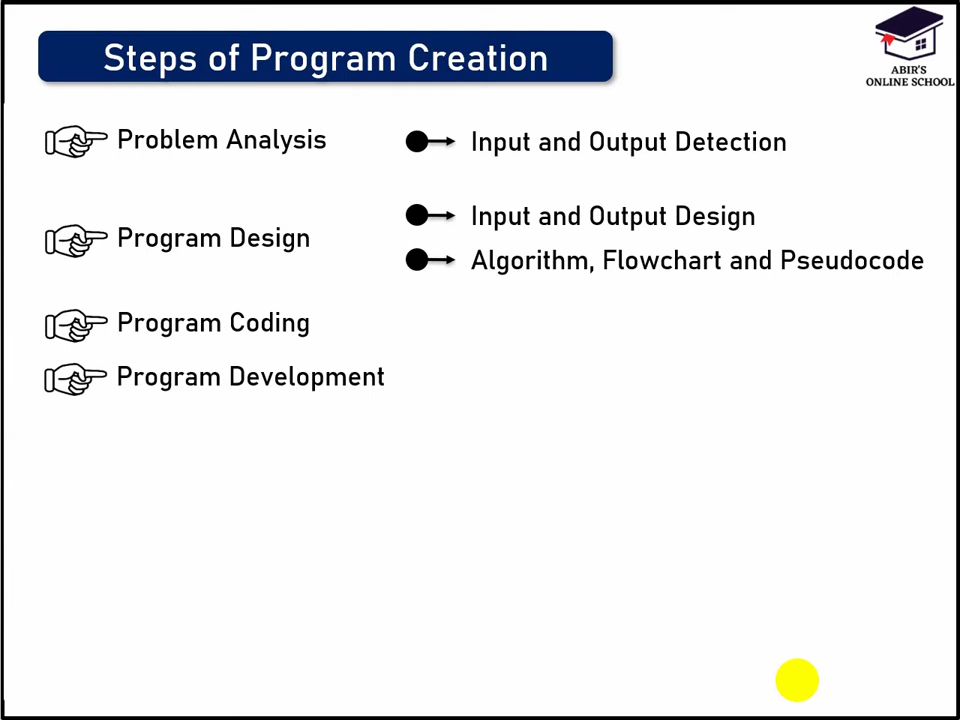 Steps of Program Creation
ABIR'S
ONLINE SCHOOL
Problem Analysis
Input and Output Detection
Program Design
Input and Output Design
Algorithm, Flowchart and Pseudocode
Program Coding
Program Development